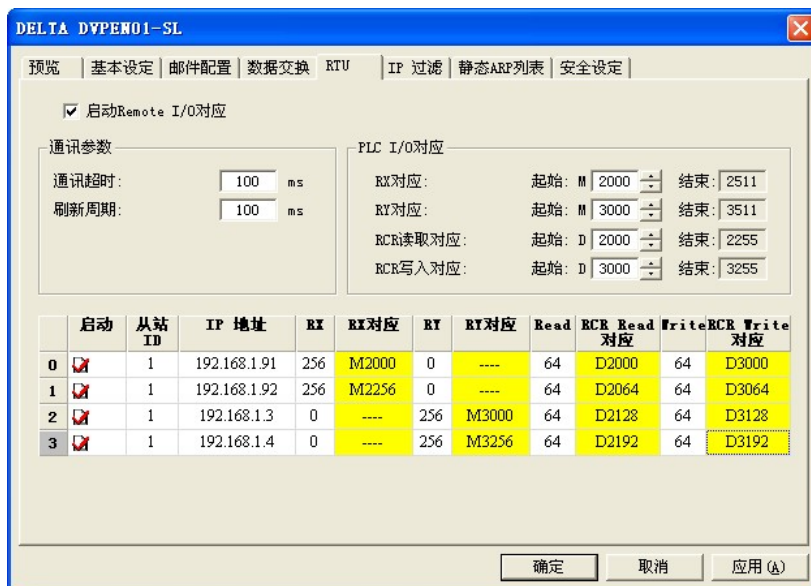 DELTA DVPEN01-SL
预览 基本设定 邮件配置 数据交换 RTU IP 过滤 静态ARP列表 安全设定
启动Remote I/O对应
通讯参数
通讯超时: 100 ms
刷新周期: 100 ms
PLC I/O对应
RX对应: 起始: M 2000 结束: 2511
RY对应: 起始: M 3000 结束: 3511
RCR读取对应: 起始: D 2000 结束: 2255
RCR写入对应: 起始: D 3000 结束: 3255
启动 从站 ID IP 地址 RX RX对应 RY RY对应 Read RCR Read 对应 Write RCR Write 对应
0 1 192.168.1.91 256 M2000 0 ---- 64 D2000 64 D3000
1 1 192.168.1.92 256 M2256 0 ---- 64 D2064 64 D3064
2 1 192.168.1.3 0 ---- 256 M3000 64 D2128 64 D3128
3 1 192.168.1.4 0 ---- 256 M3256 64 D2192 64 D3192
确定 取消 应用(A)